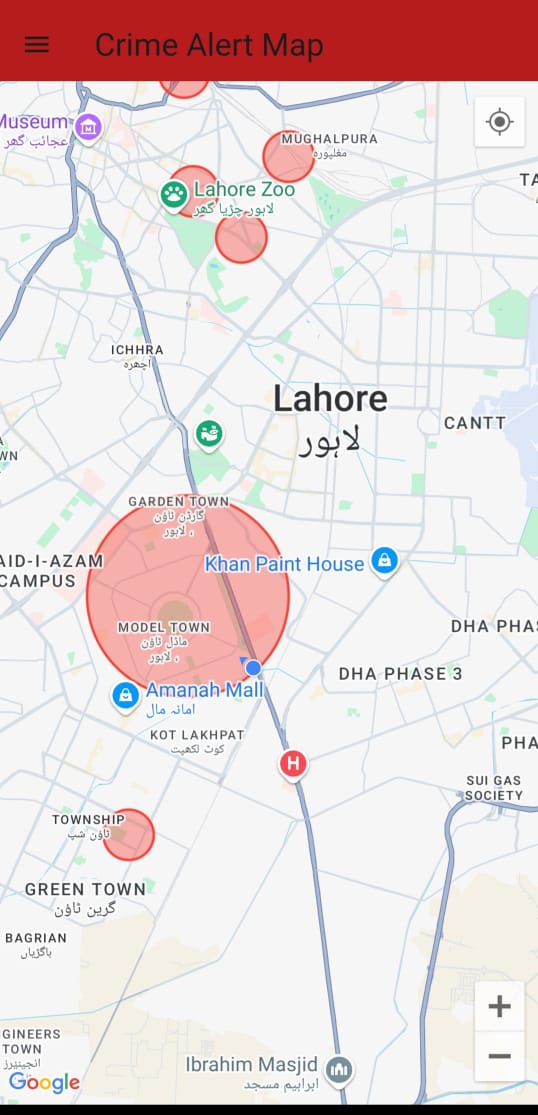 Crime Alert Map
Museum
عجائب گھر
MUGHALPURA
مغلپورہ
Lahore Zoo
لاہور چڑیا گھر
ICHHRA
اچھرہ
Lahore
لاہور
CANTT
WN
GARDEN TOWN
گارڈن ٹاؤن
، لاہور
Khan Paint House
AID-I-AZAM
CAMPUS
MODEL TOWN
ماڈل ٹاؤن
، لاہور
DHA PHAS
DHA PHASE 3
Amanah Mall
امانہ مال
KOT LAKHPAT
کوٹ لکھپت
H
PHA
SUI GAS
SOCIETY
TOWNSHIP
ٹاؤن شپ
GREEN TOWN
گرین ٹاؤن
BAGRIAN
باگڑیاں
GINEERS
TOWN
انجینیئرز
Google
Ibrahim Masjid
ابراہیم مسجد
+
−